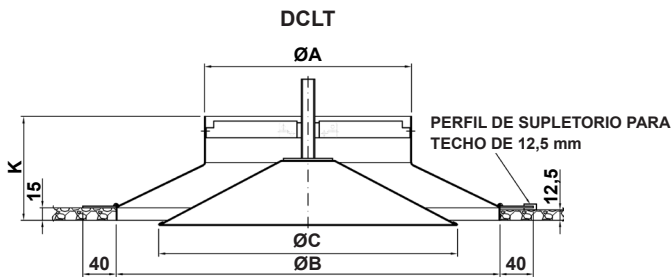 DCLT
ØA
PERFIL DE SUPLETORIO PARA
TECHO DE 12,5 mm
K
15
12,5
ØC
40
ØB
40